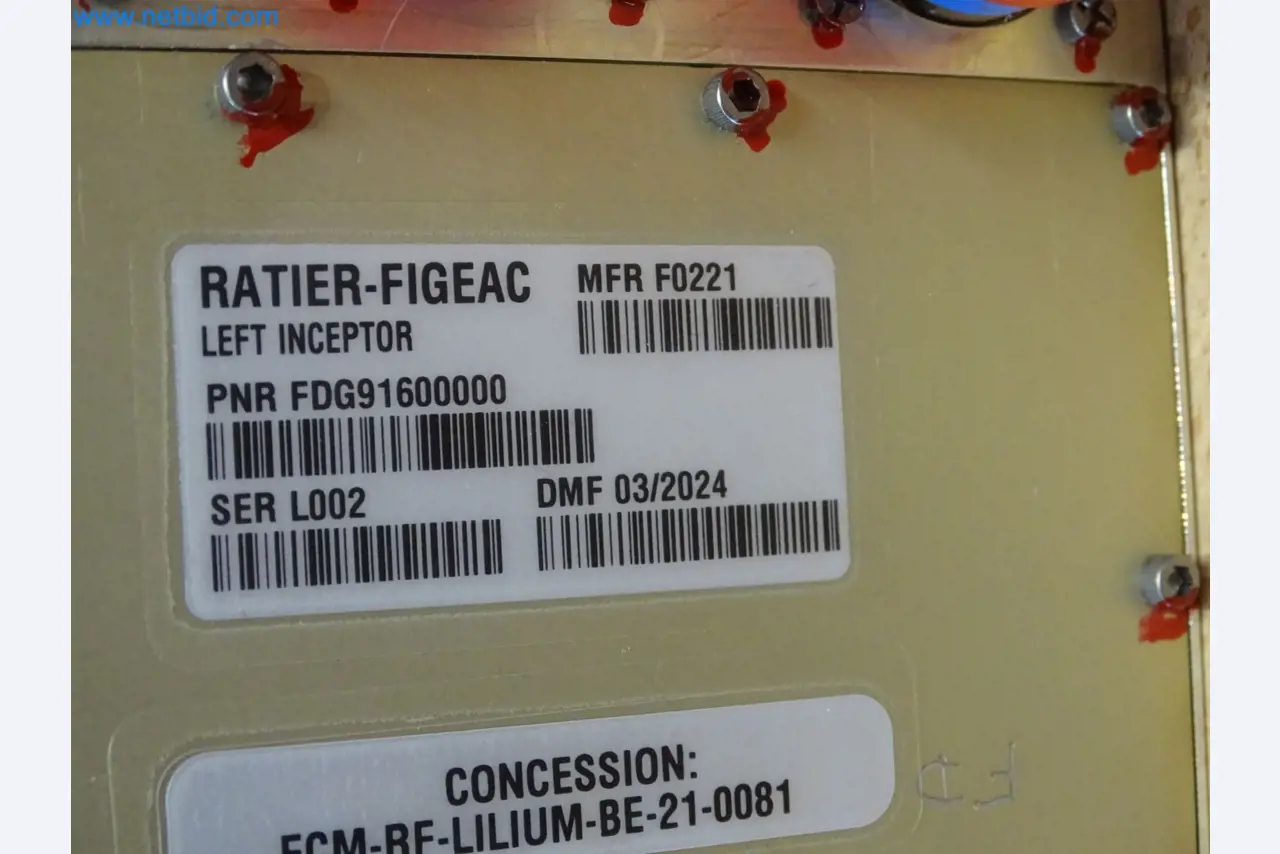 www.netbid.com
RATIER-FIGEAC
MFR F0221
LEFT INCEPTOR
PNR FDG91600000
SER L002
DMF 03/2024
CONCESSION:
FCM-RF-LILIUM-BE-21-0081